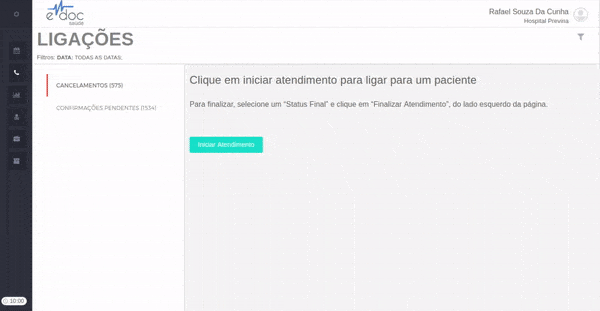 e doc
saúde
Rafael Souza Da Cunha
Hospital Previna
LIGAÇÕES
Filtros: DATA: TODAS AS DATAS;
CANCELAMENTOS (575)
CONFIRMAÇÕES PENDENTES (1534)
Clique em iniciar atendimento para ligar para um paciente
Para finalizar, selecione um “Status Final” e clique em “Finalizar Atendimento”, do lado esquerdo da página.
Iniciar Atendimento
10:00